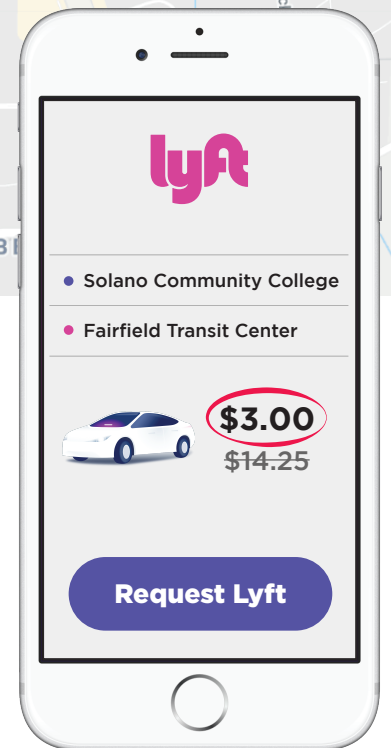 lyft
Solano Community College
Fairfield Transit Center
$3.00
$14.25
Request Lyft